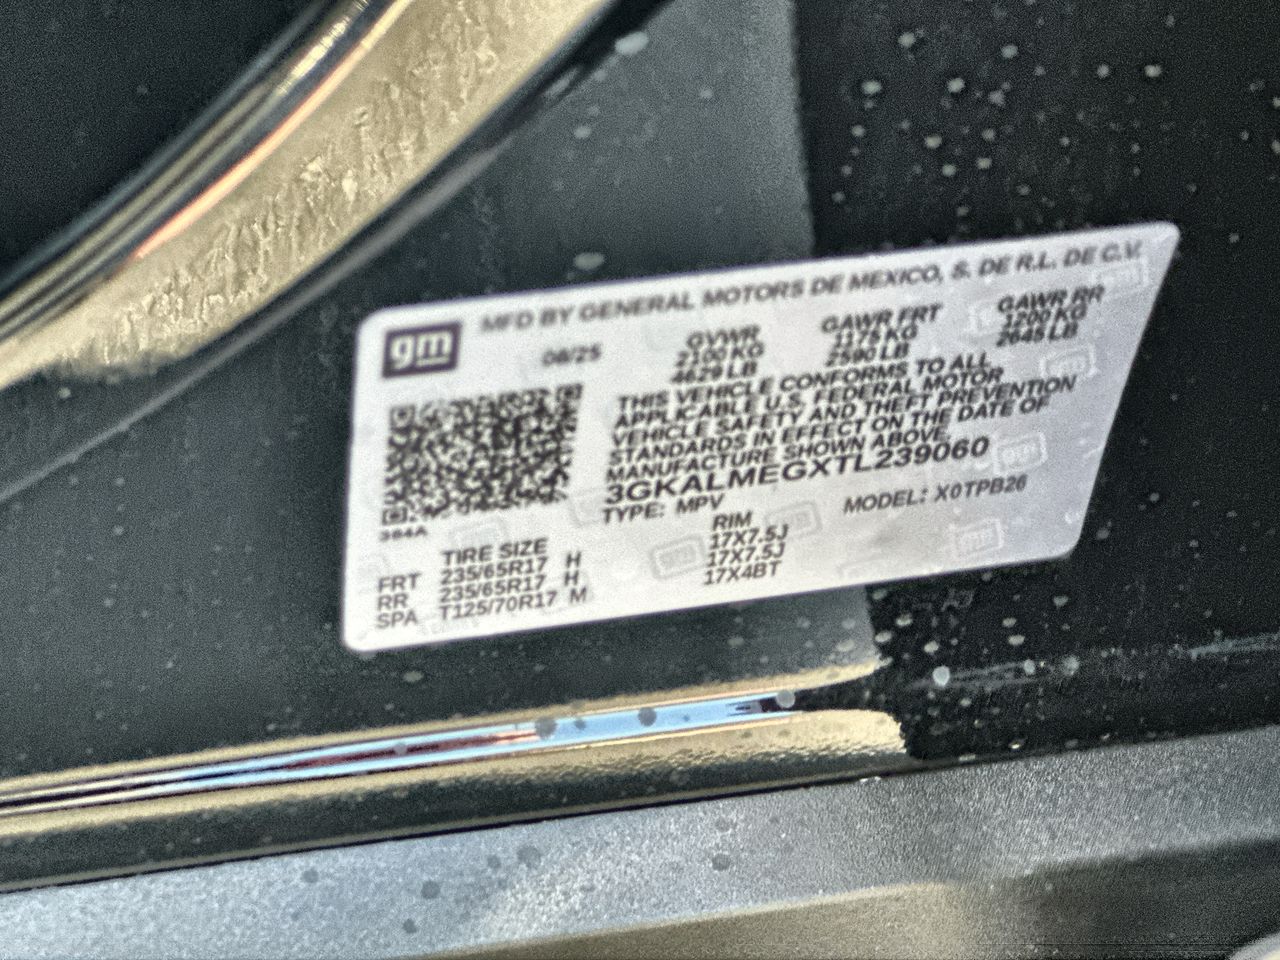 gm
MFD BY GENERAL MOTORS DE MEXICO, S. DE R.L. DE C.V.
08/25
GVWR
2100 KG
4629 LB
GAWR FRT
1175 KG
2590 LB
GAWR RR
1200 KG
2645 LB
THIS VEHICLE CONFORMS TO ALL
APPLICABLE U.S. FEDERAL MOTOR
VEHICLE SAFETY AND THEFT PREVENTION
STANDARDS IN EFFECT ON THE DATE OF
MANUFACTURE SHOWN ABOVE.
3GKALMEGXTL239060
TYPE: MPV
MODEL: X0TPB26
384A
TIRE SIZE
RIM
FRT 235/65R17 H 17X7.5J
RR 235/65R17 H 17X7.5J
SPA T125/70R17 M 17X4BT